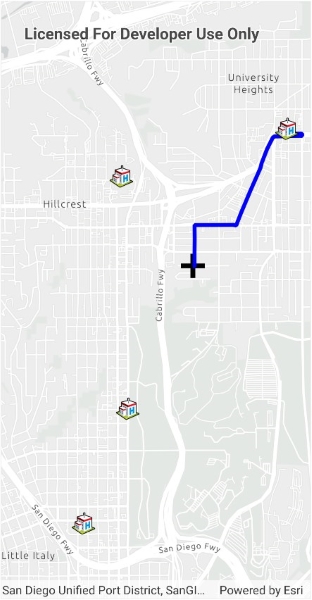 Licensed For Developer Use Only
Cabrillo Fwy
University
Heights
Hillcrest
Cabrillo Fwy
San Diego Fwy
Little Italy
San Diego Fwy
San Diego Unified Port District, SanGI...
Powered by Esri